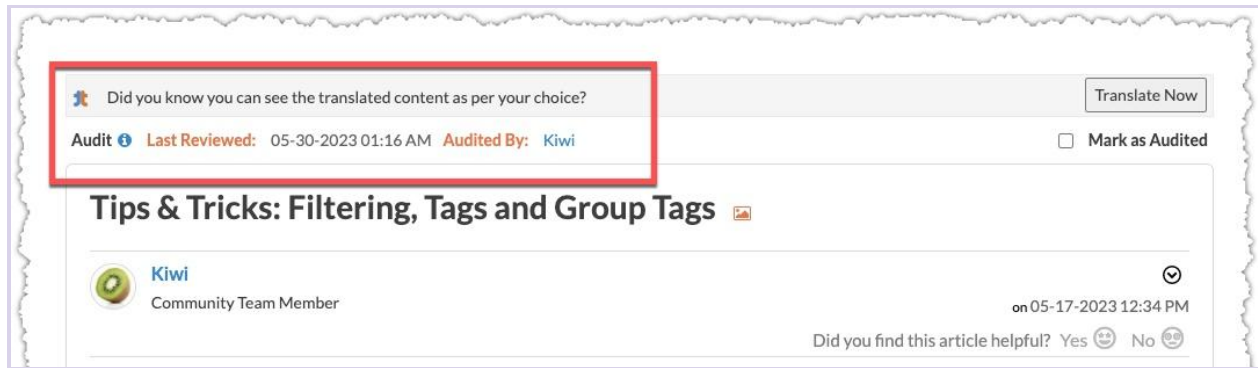 Did you know you can see the translated content as per your choice? Translate Now
Audit Last Reviewed: 05-30-2023 01:16 AM Audited By: Kiwi Mark as Audited
Tips & Tricks: Filtering, Tags and Group Tags
Kiwi
Community Team Member
on 05-17-2023 12:34 PM
Did you find this article helpful? Yes No